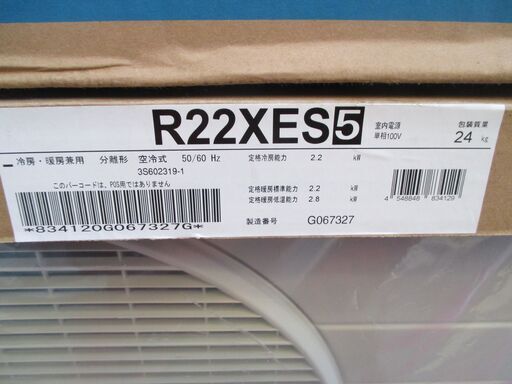 R22XES5
室内電源
単相100V
包装質量
24 kg
冷房・暖房兼用 分離形 空冷式 50/60 Hz
3S602319-1
このバーコードは、POS用ではありません
*834120G067327G*
定格冷房能力 2.2 kW
定格暖房標準能力 2.2 kW
定格暖房低温能力 2.8 kW
製造番号 G067327
4 548848 834129